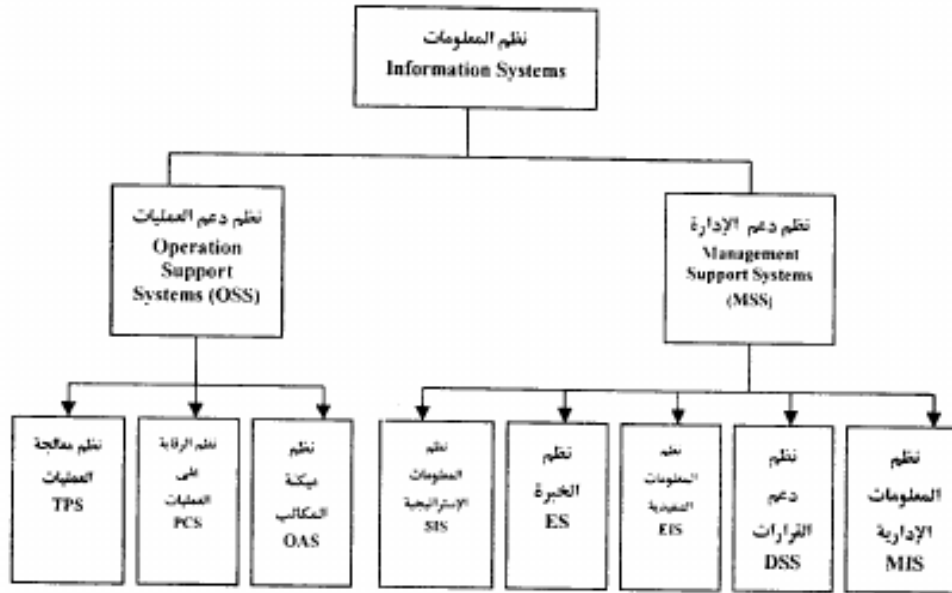 نظم المعلومات
Information Systems
نظم دعم العمليات
Operation
Support
Systems (OSS)
نظم دعم الإدارة
Management
Support Systems
(MSS)
نظم معالجة
العمليات
TPS
نظم الرقابة
على
العمليات
PCS
نظم
ميكنة
المكاتب
OAS
نظم
المعلومات
الإستراتيجية
SIS
نظم
الخبرة
ES
نظم
المعلومات
التنفيذية
EIS
نظم
دعم
القرارات
DSS
نظم
المعلومات
الإدارية
MIS